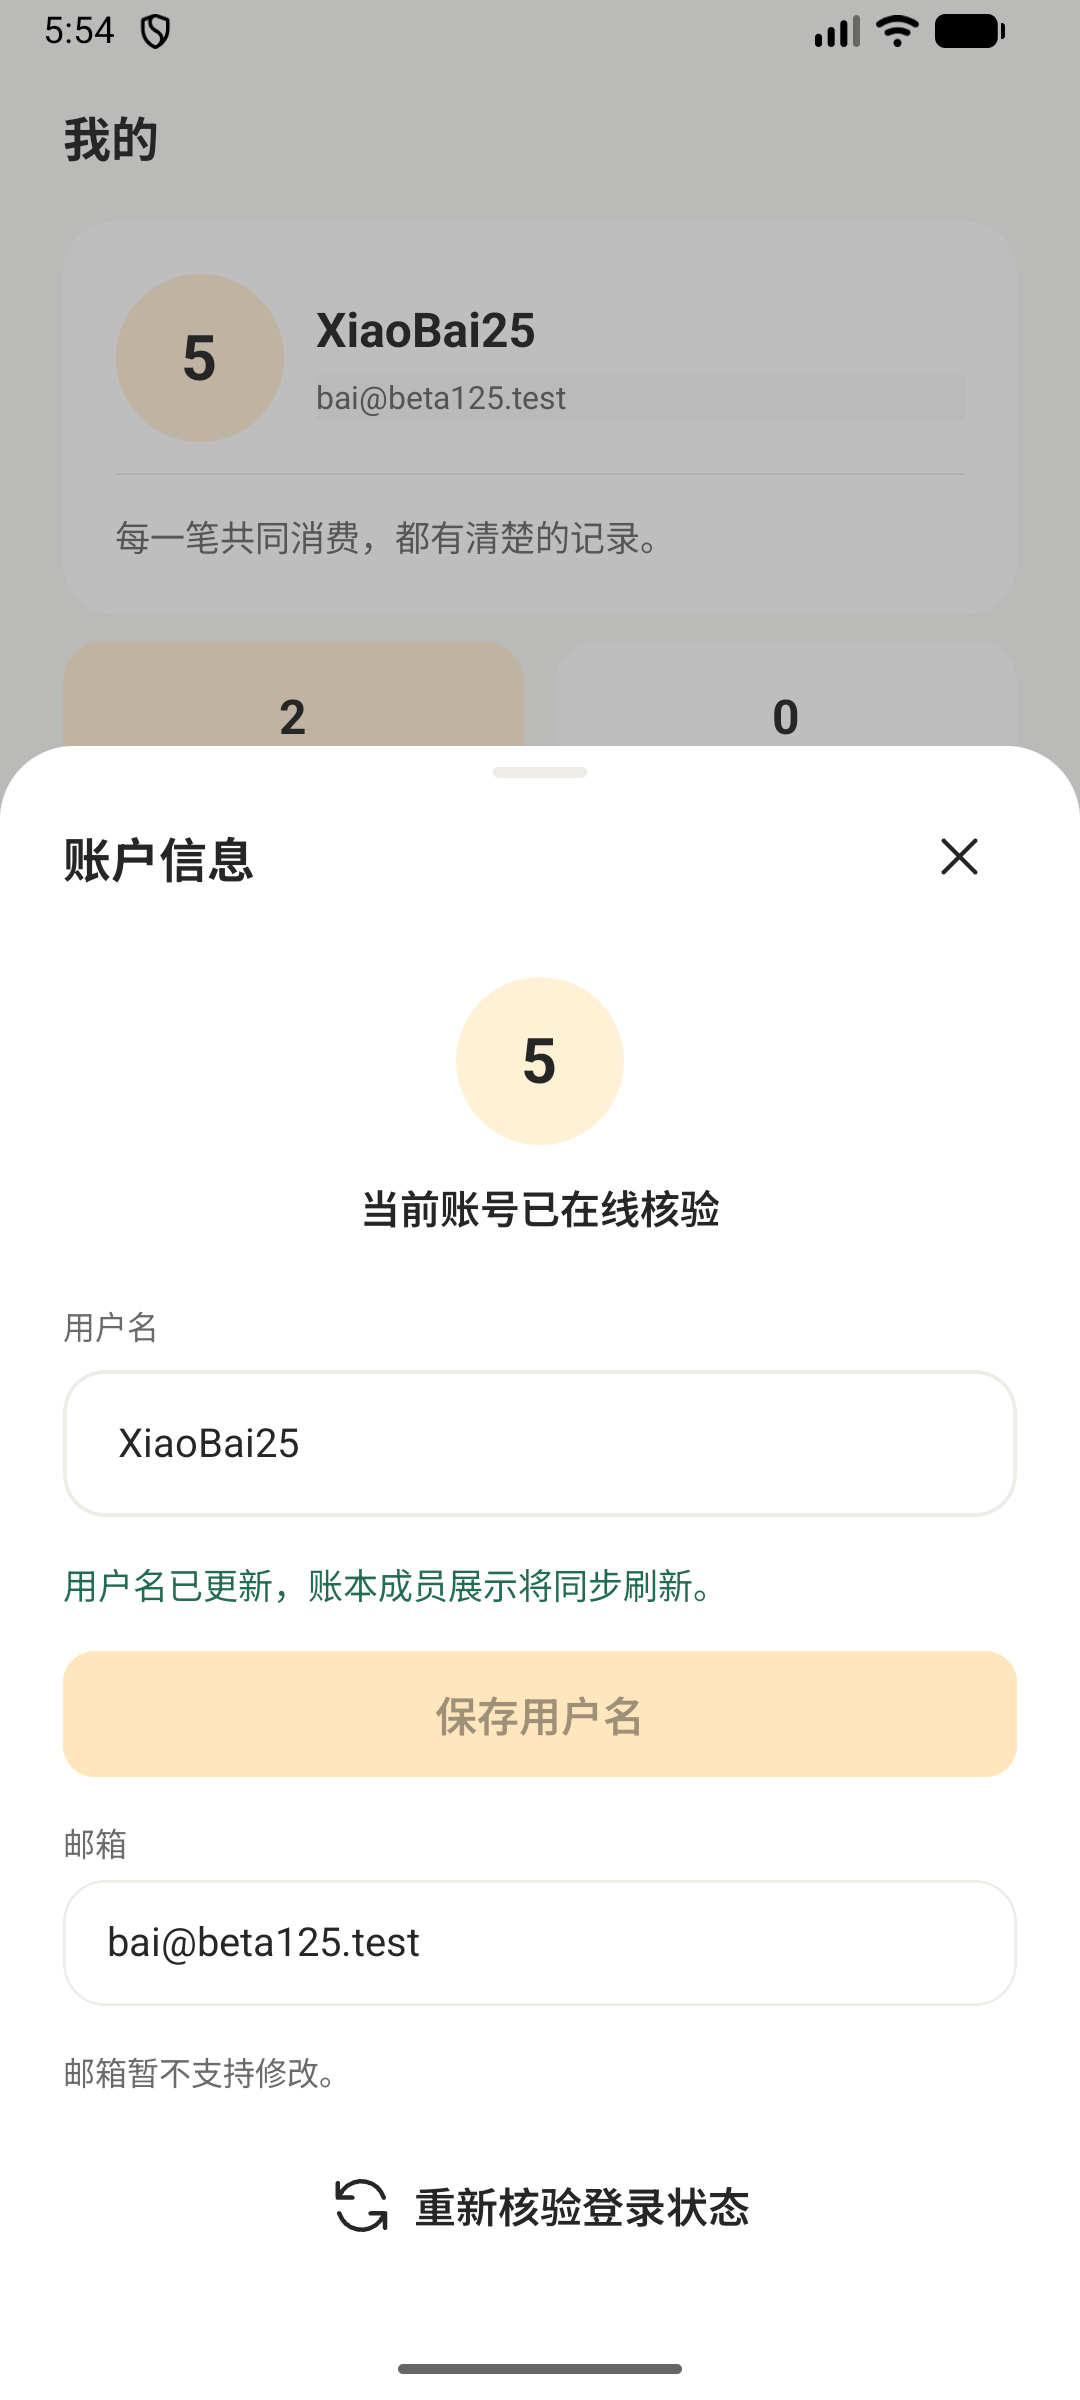 5:54
我的
5
XiaoBai25
bai@beta125.test
每一笔共同消费，都有清楚的记录。
2
0
账户信息
5
当前账号已在线核验
用户名
XiaoBai25
用户名已更新，账本成员展示将同步刷新。
保存用户名
邮箱
bai@beta125.test
邮箱暂不支持修改。
重新核验登录状态